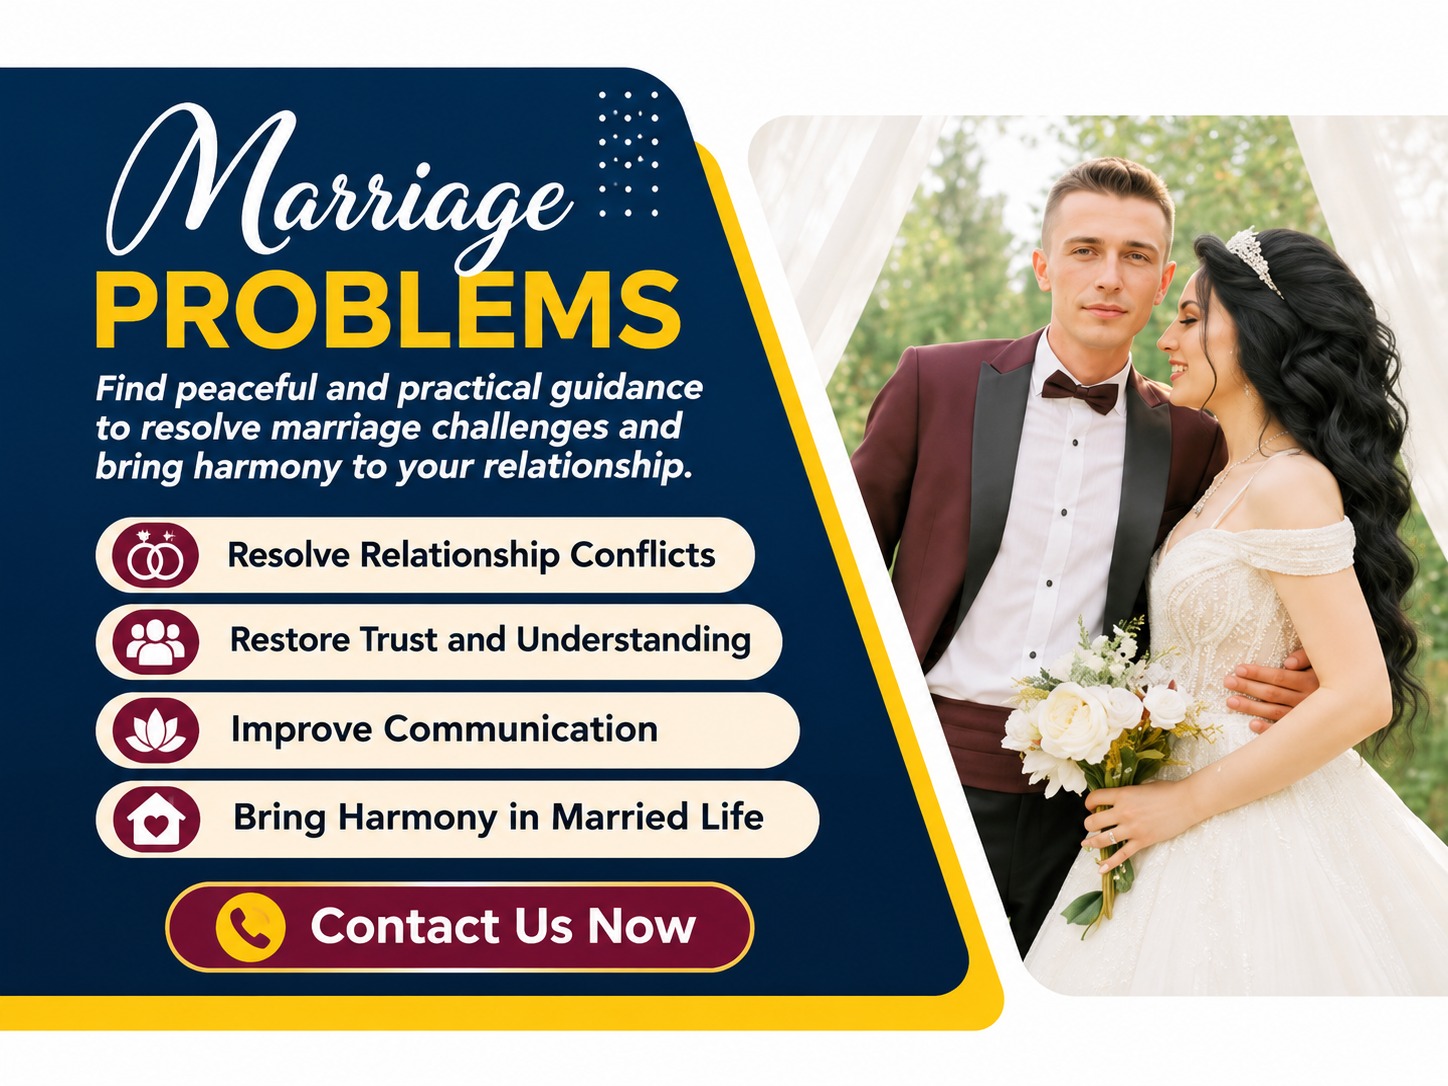 Marriage
PROBLEMS
Find peaceful and practical guidance
to resolve marriage challenges and
bring harmony to your relationship.
Resolve Relationship Conflicts
Restore Trust and Understanding
Improve Communication
Bring Harmony in Married Life
Contact Us Now